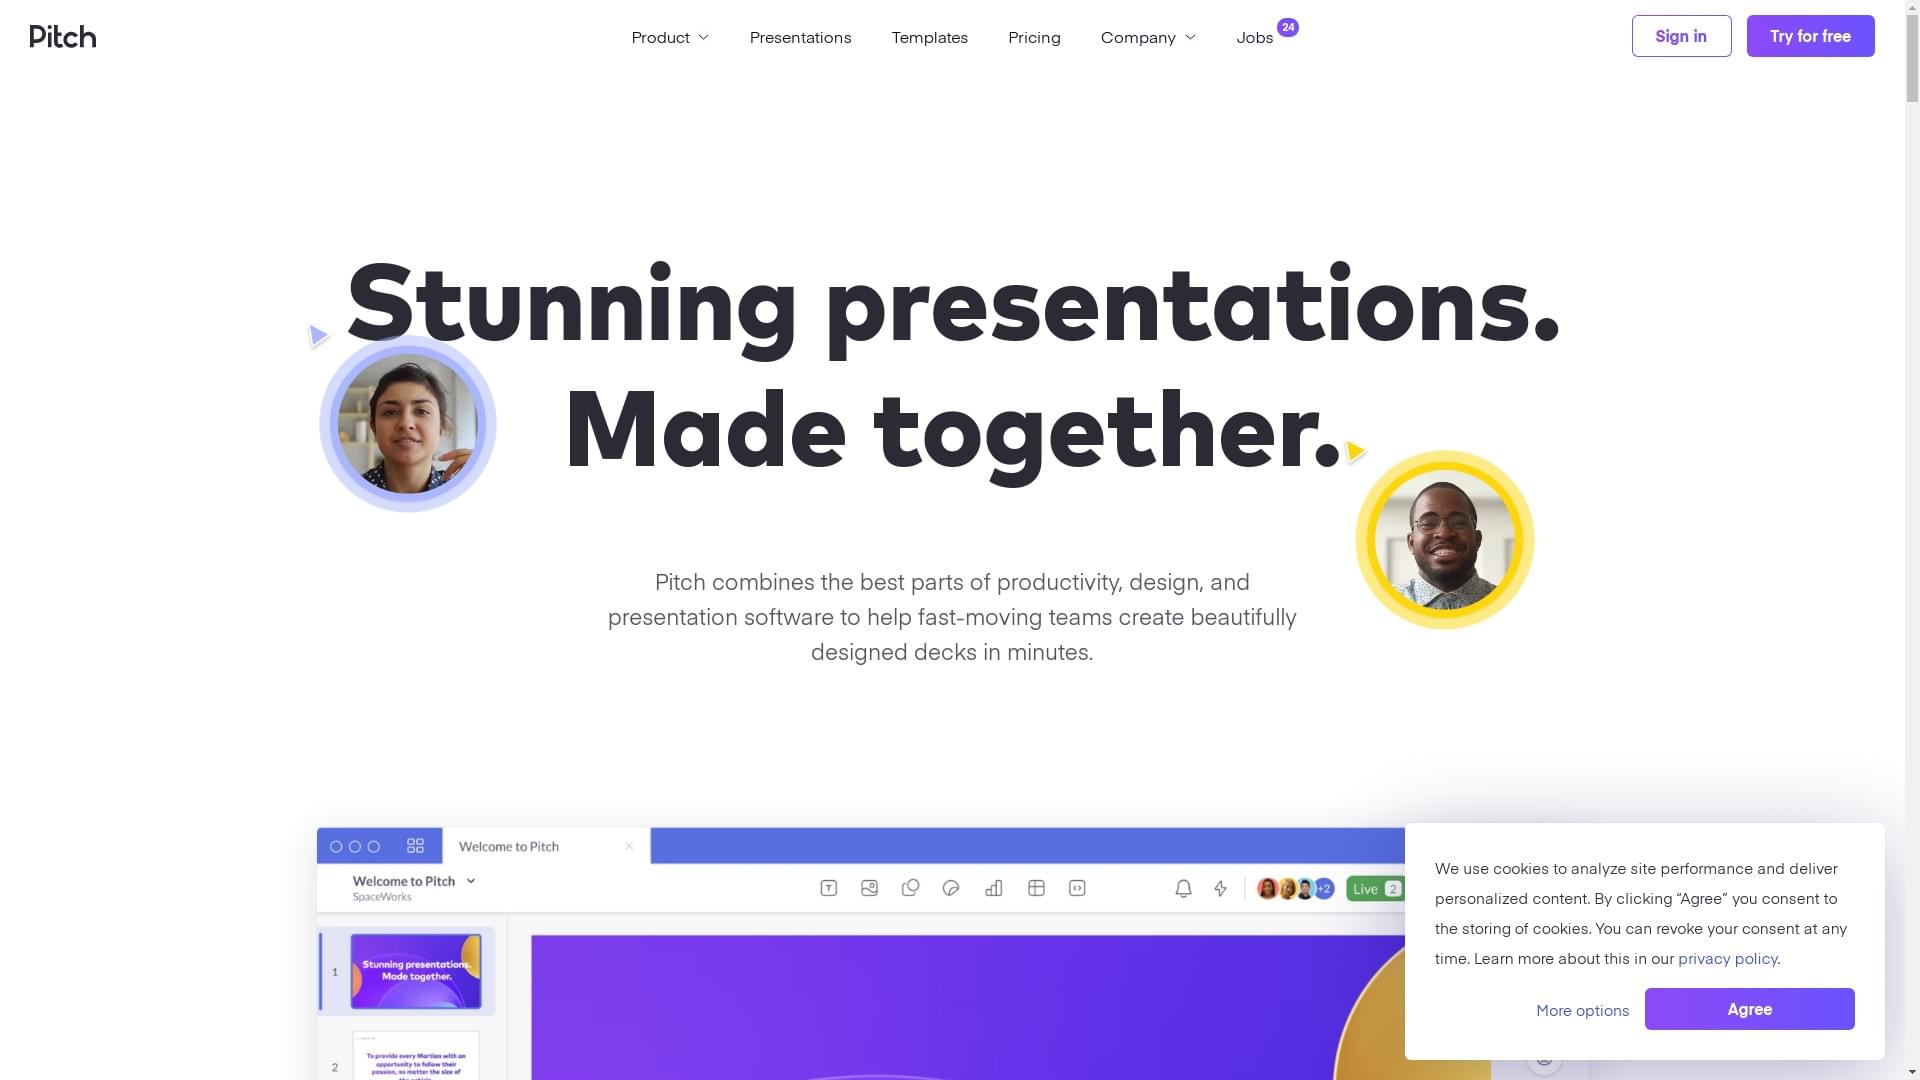 Pitch
Product
Presentations
Templates
Pricing
Company
Jobs
24
Sign in
Try for free
Stunning presentations.
Made together.
Pitch combines the best parts of productivity, design, and
presentation software to help fast-moving teams create beautifully
designed decks in minutes.
Welcome to Pitch
Welcome to Pitch
SpaceWorks
+2
Live 2
1
Stunning presentations.
Made together.
2
To provide every Martian with an
opportunity to follow their
passion, no matter the size of
We use cookies to analyze site performance and deliver
personalized content. By clicking “Agree” you consent to
the storing of cookies. You can revoke your consent at any
time. Learn more about this in our privacy policy.
More options
Agree